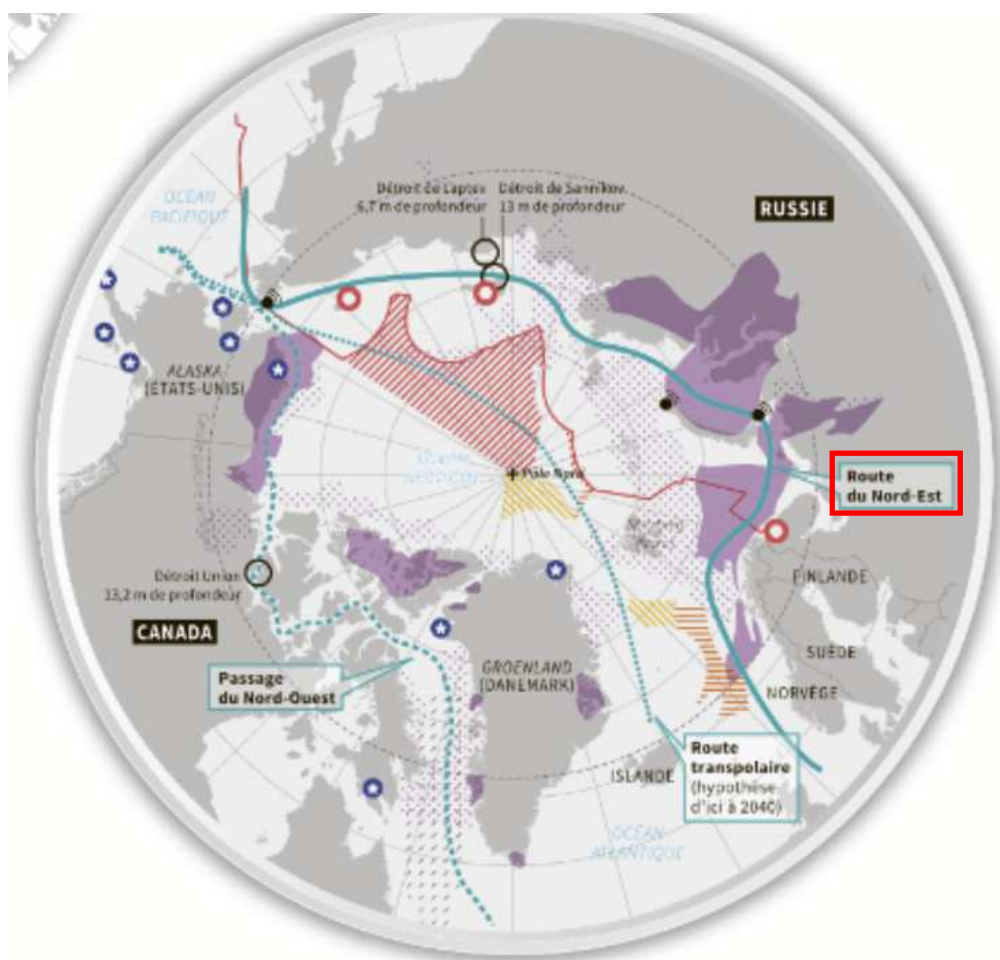 OCÉAN
PACIFIQUE
Détroit de Laptev
6,7 m de profondeur
Détroit de Sannikov
13 m de profondeur
RUSSIE
ALASKA
(ÉTATS-UNIS)
Pôle Nord
Route
du Nord-Est
Détroit Union
13,2 m de profondeur
CANADA
FINLANDE
SUÈDE
NORVÈGE
Passage
du Nord-Ouest
GROENLAND
(DANEMARK)
ISLANDE
Route
transpolaire
(hypothèse
d'ici à 2040)
OCÉAN
ATLANTIQUE